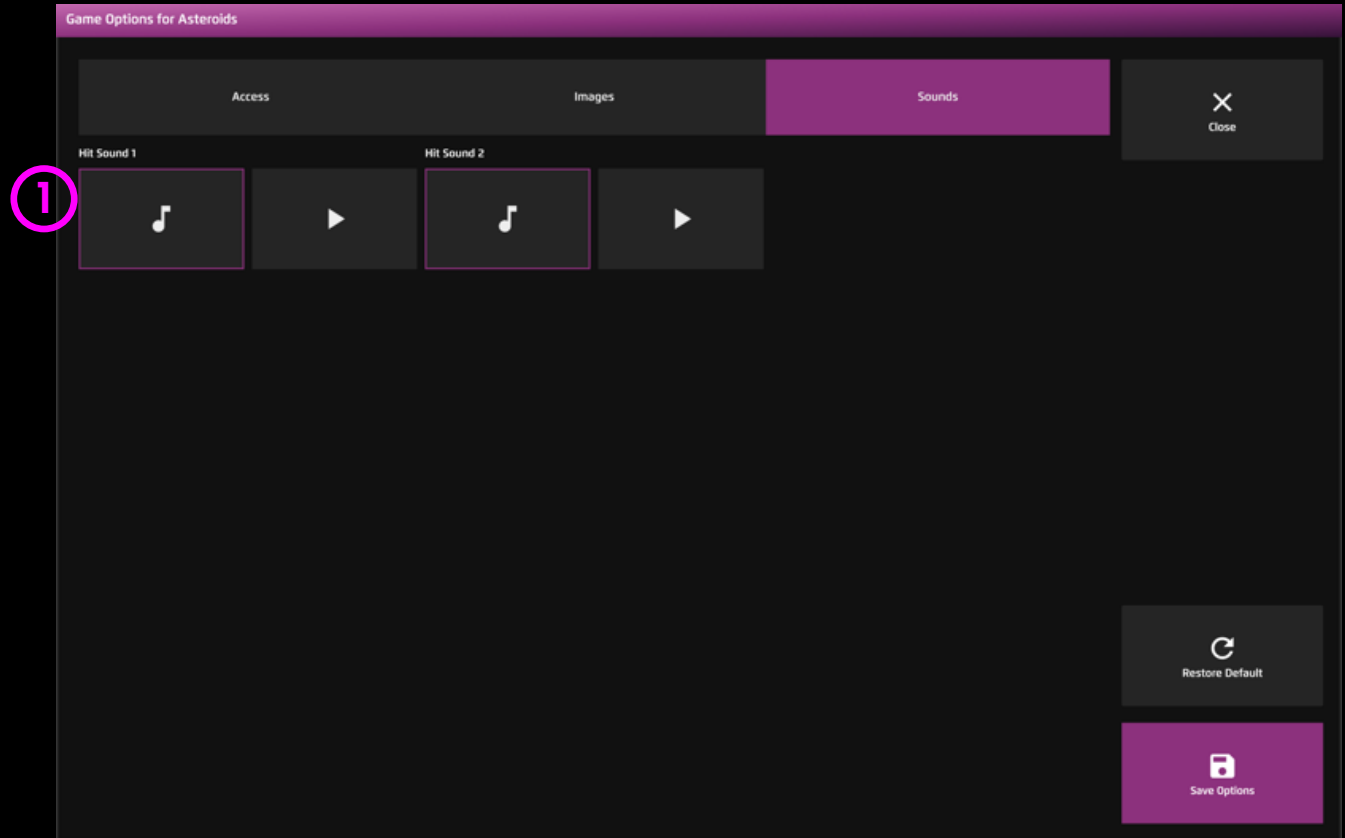 Game Options for Asteroids
Access
Images
Sounds
Close
Hit Sound 1
Hit Sound 2
1
Restore Default
Save Options